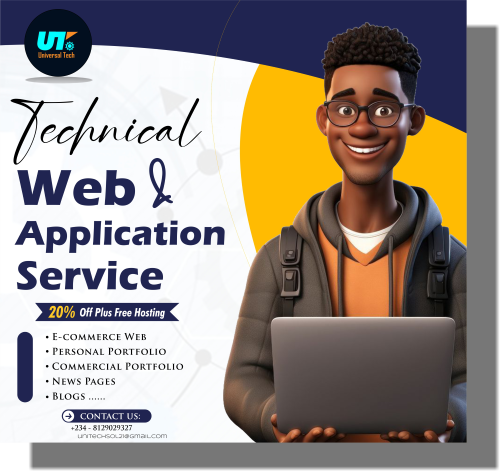 UT
Universal Tech
Technical
Web &
Application
Service
20% Off Plus Free Hosting
• E-commerce Web
• Personal Portfolio
• Commercial Portfolio
• News Pages
• Blogs ......
CONTACT US:
+234 - 8129029327
UNITECHSOL21@GMAIL.COM